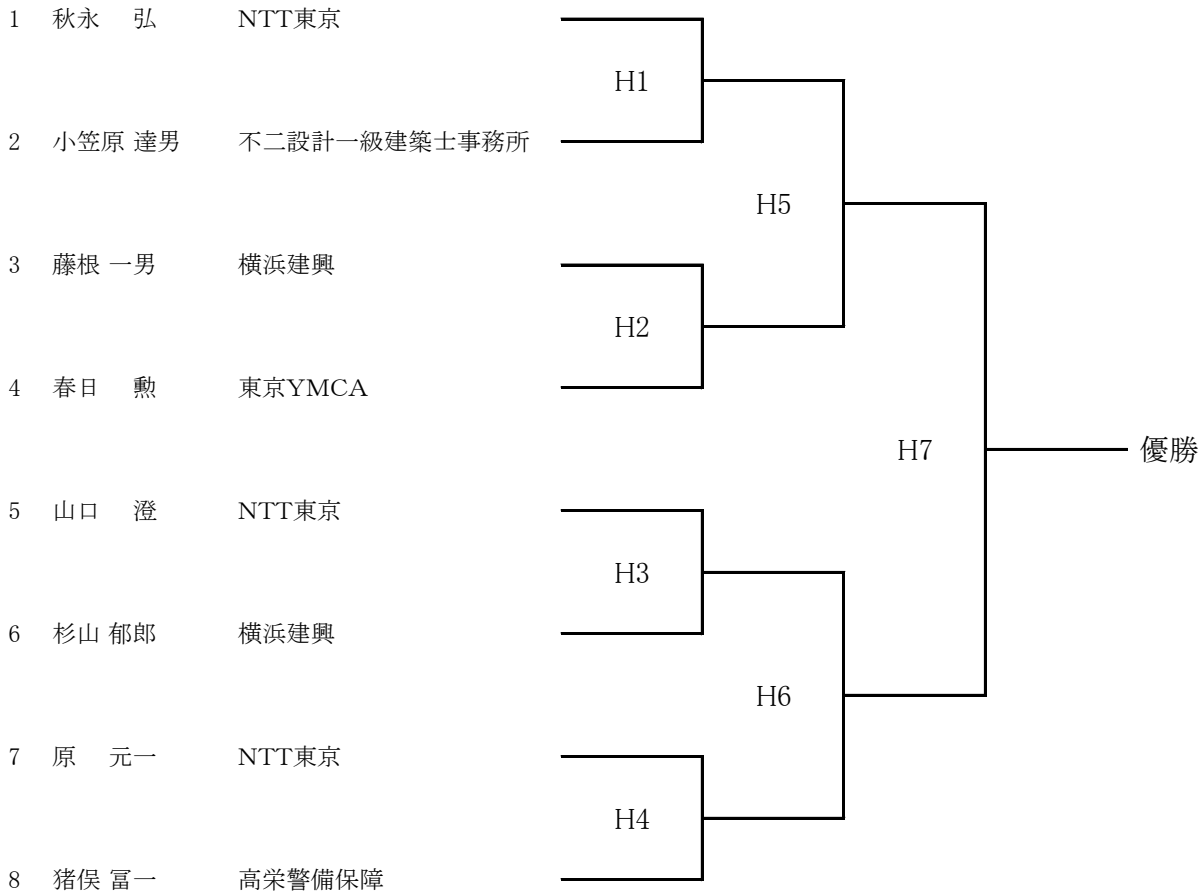 1 秋永 弘 NTT東京
H1
2 小笠原 達男 不二設計一級建築士事務所
H5
3 藤根 一男 横浜建興
H2
4 春日 勲 東京YMCA
H7 優勝
5 山口 澄 NTT東京
H3
6 杉山 郁郎 横浜建興
H6
7 原 元一 NTT東京
H4
8 猪俣 冨一 高栄警備保障